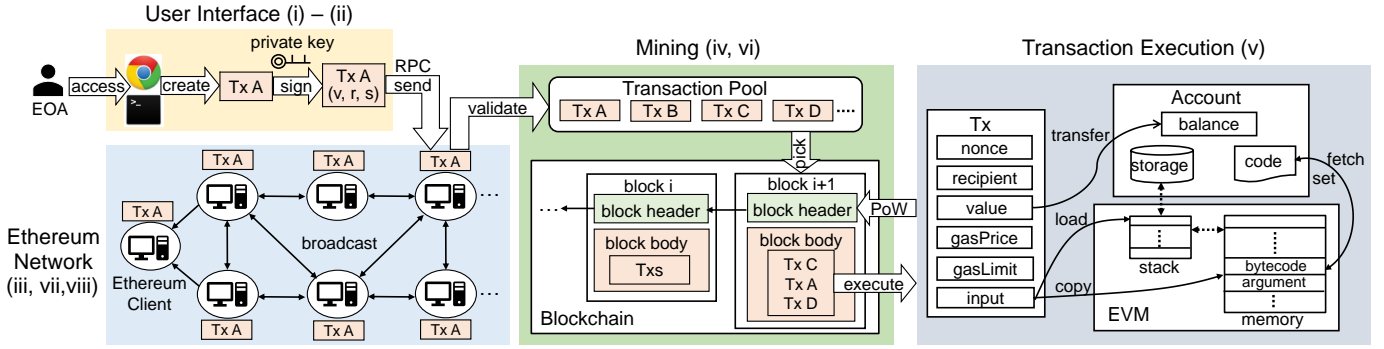 User Interface (i) – (ii)
private key
EOA
access
>_
create
Tx A
sign
Tx A
(v, r, s)
RPC
send
Ethereum
Network
(iii, vii,viii)
Tx A
Tx A
Tx A
Tx A
...
broadcast
Ethereum
Client
...
Tx A
Tx A
Tx A
validate
Mining (iv, vi)
Transaction Pool
Tx A
Tx B
Tx C
Tx D
....
pick
block i
block i+1
...
block header
block header
PoW
block body
Txs
block body
Tx C
Tx A
Tx D
execute
Blockchain
Transaction Execution (v)
Tx
nonce
recipient
value
gasPrice
gasLimit
input
transfer
load
copy
Account
balance
storage
code
fetch
set
stack
bytecode
argument
memory
EVM